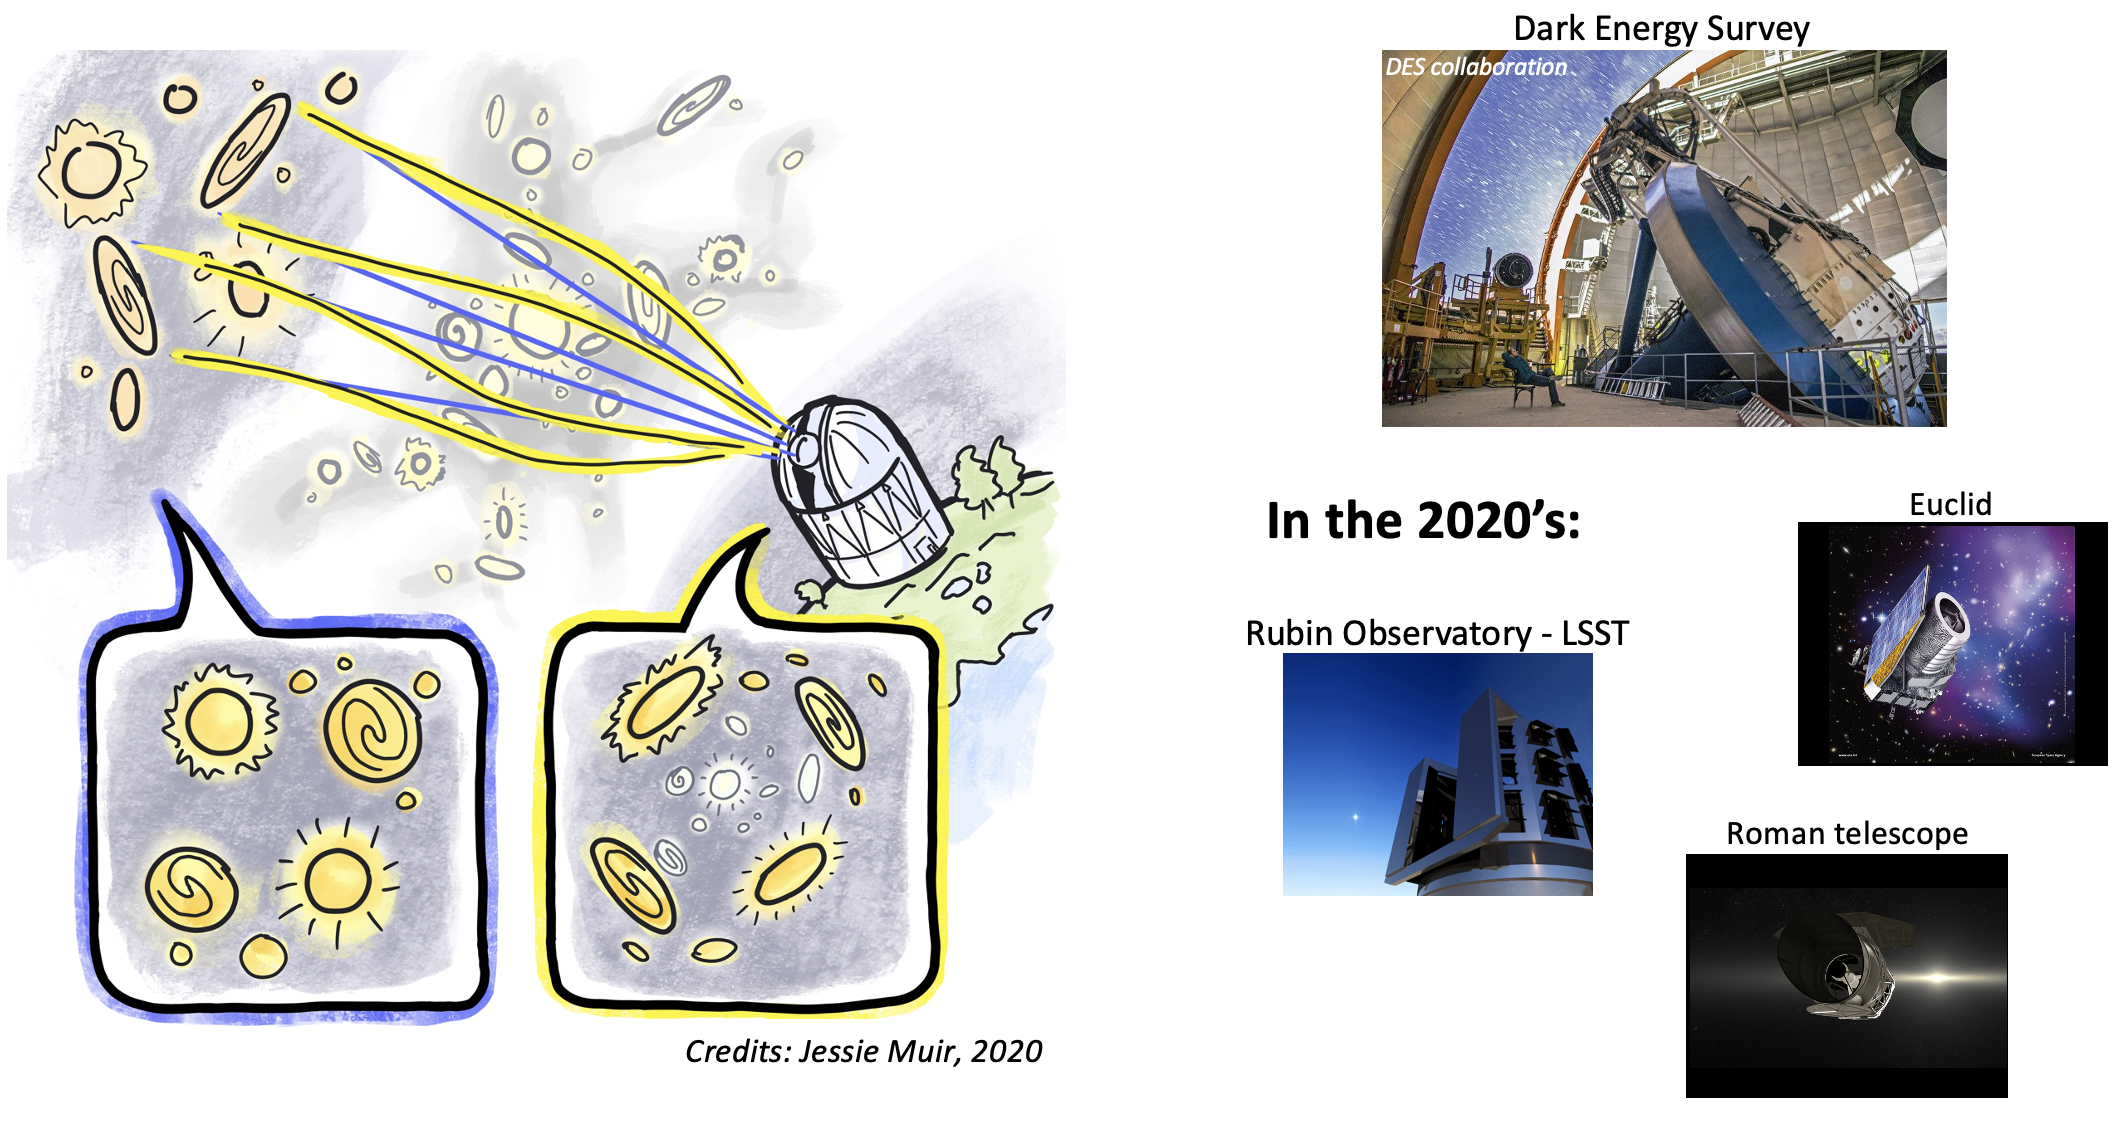 Dark Energy Survey
DES collaboration
In the 2020's:
Euclid
Rubin Observatory - LSST
Roman telescope
Credits: Jessie Muir, 2020